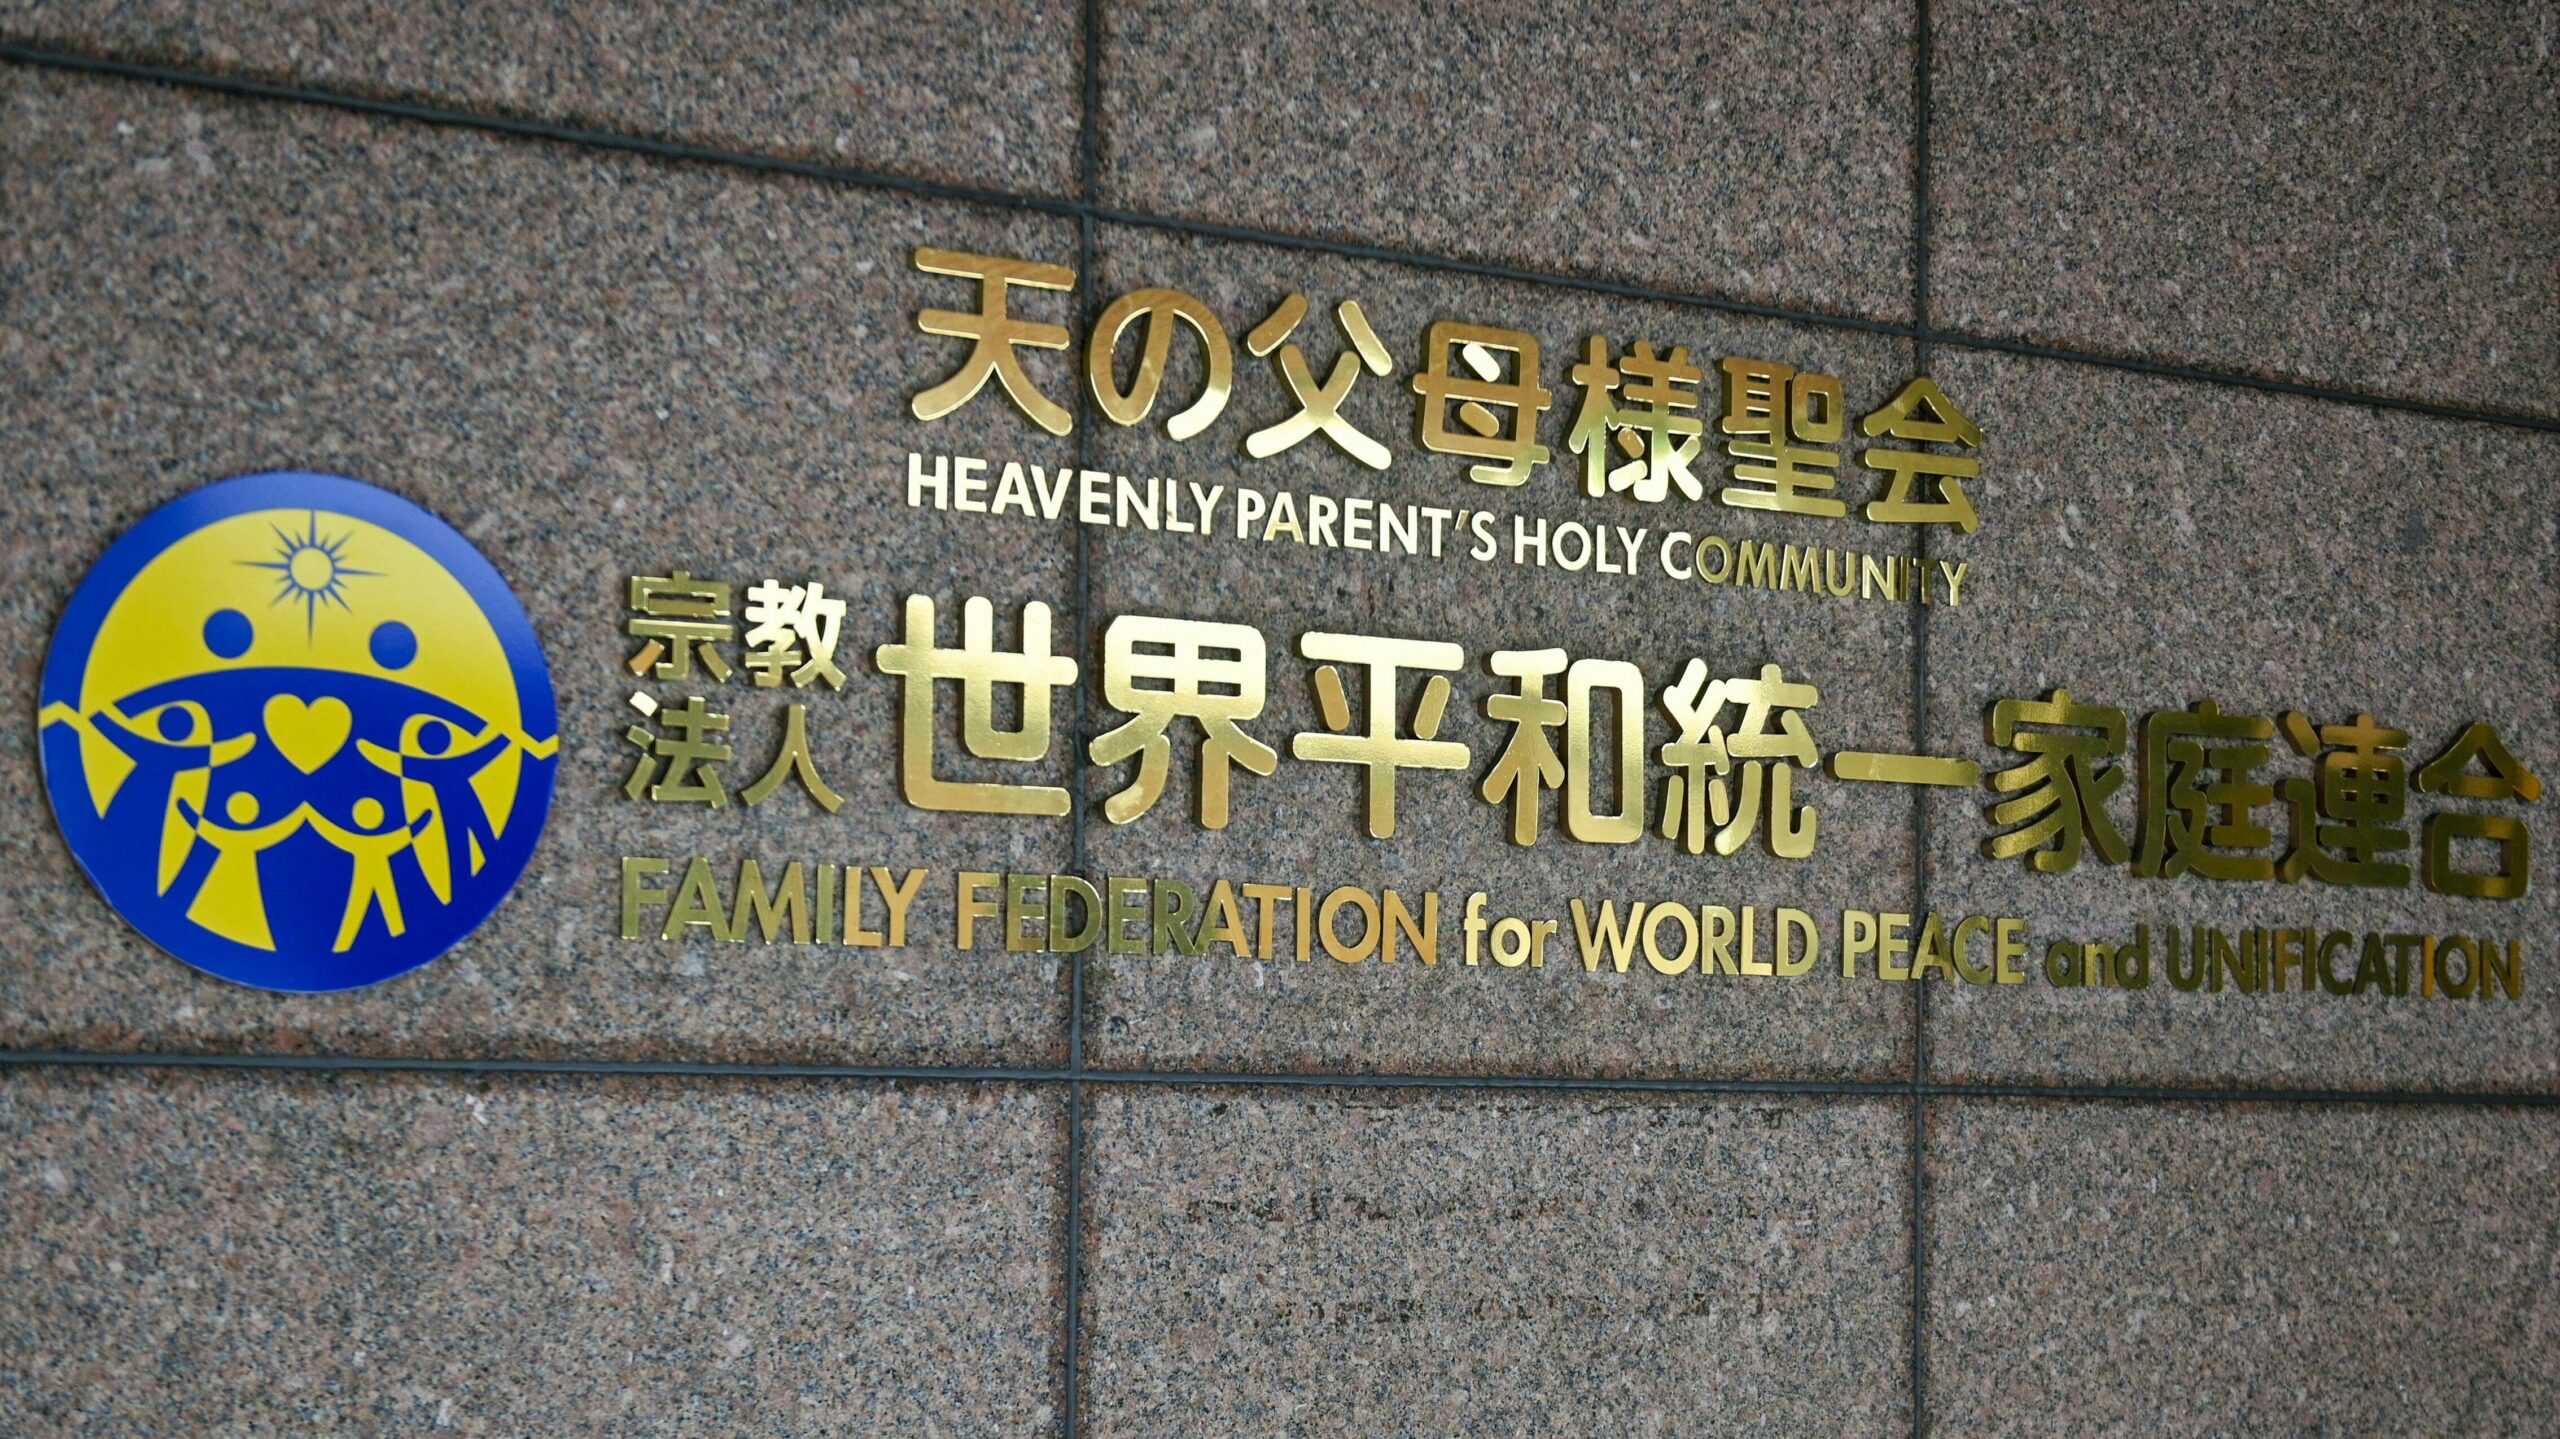 天の父母様聖会
HEAVENLY PARENT'S HOLY COMMUNITY
宗教法人 世界平和統一家庭連合
FAMILY FEDERATION for WORLD PEACE and UNIFICATION